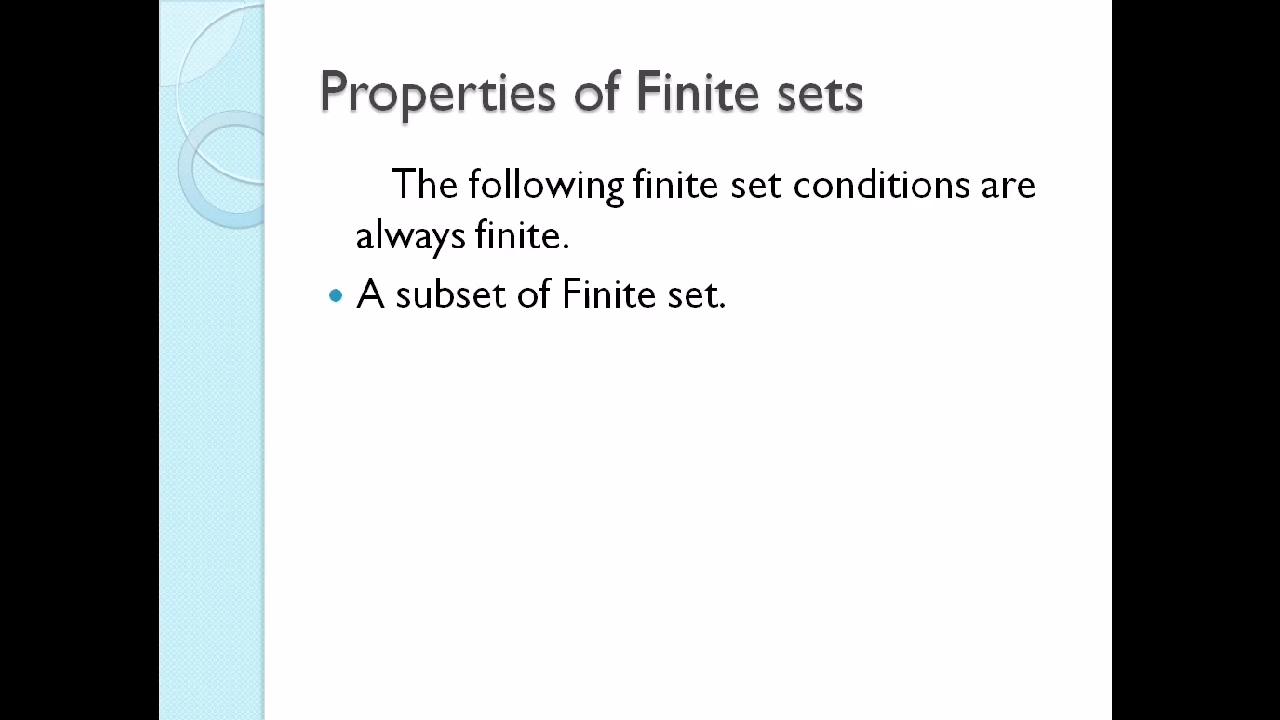 Properties of Finite sets
The following finite set conditions are
always finite.
• A subset of Finite set.